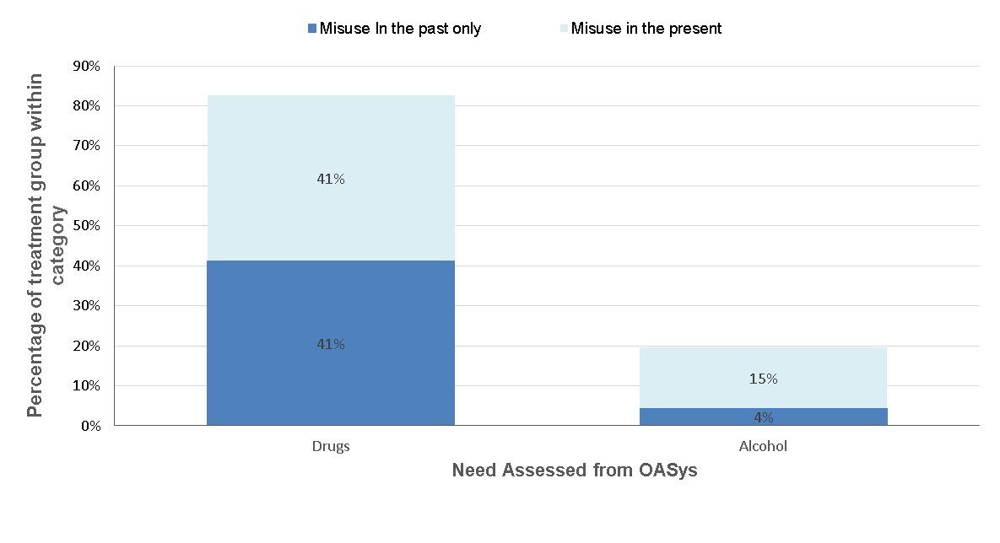 Misuse In the past only
Misuse in the present
Percentage of treatment group within
category
90%
80%
70%
60%
50%
40%
30%
20%
10%
0%
41%
41%
15%
4%
Drugs
Alcohol
Need Assessed from OASys